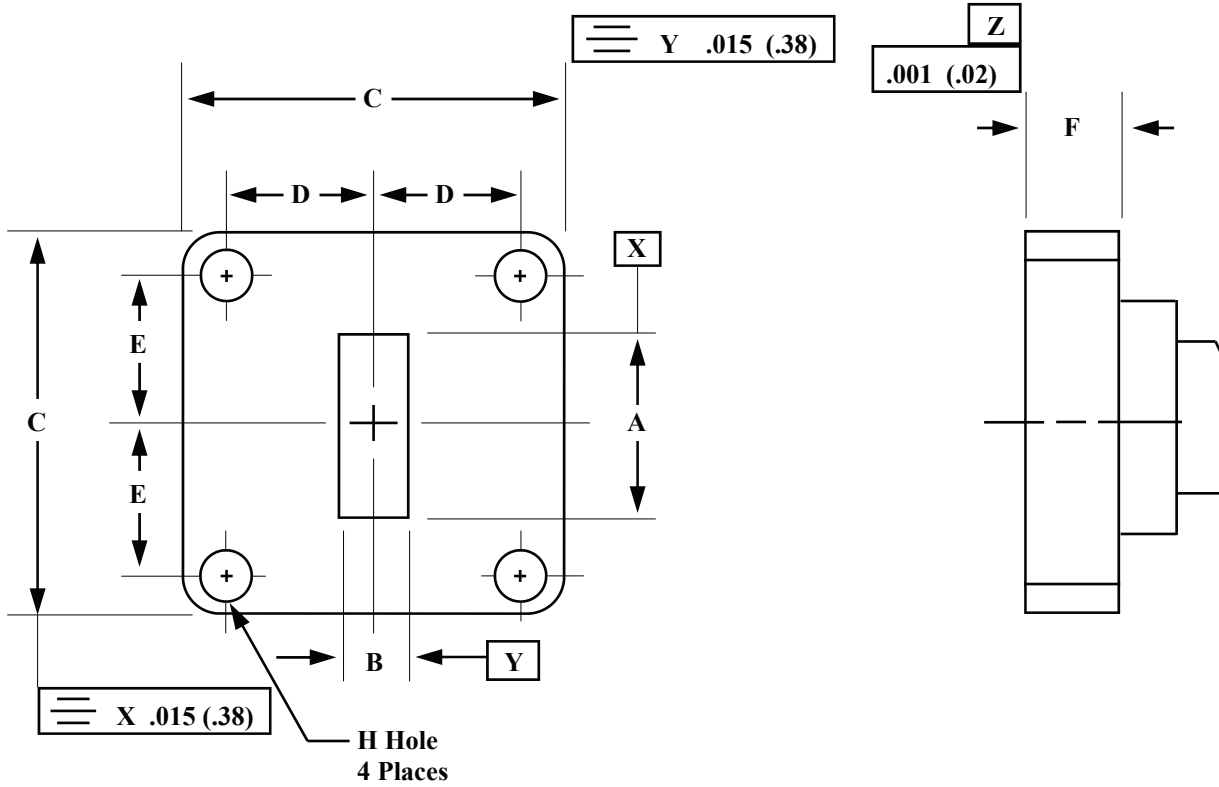 Y .015 (.38)
Z
.001 (.02)
C
F
D D
X
E
C
A
E
B
Y
X .015 (.38)
H Hole
4 Places